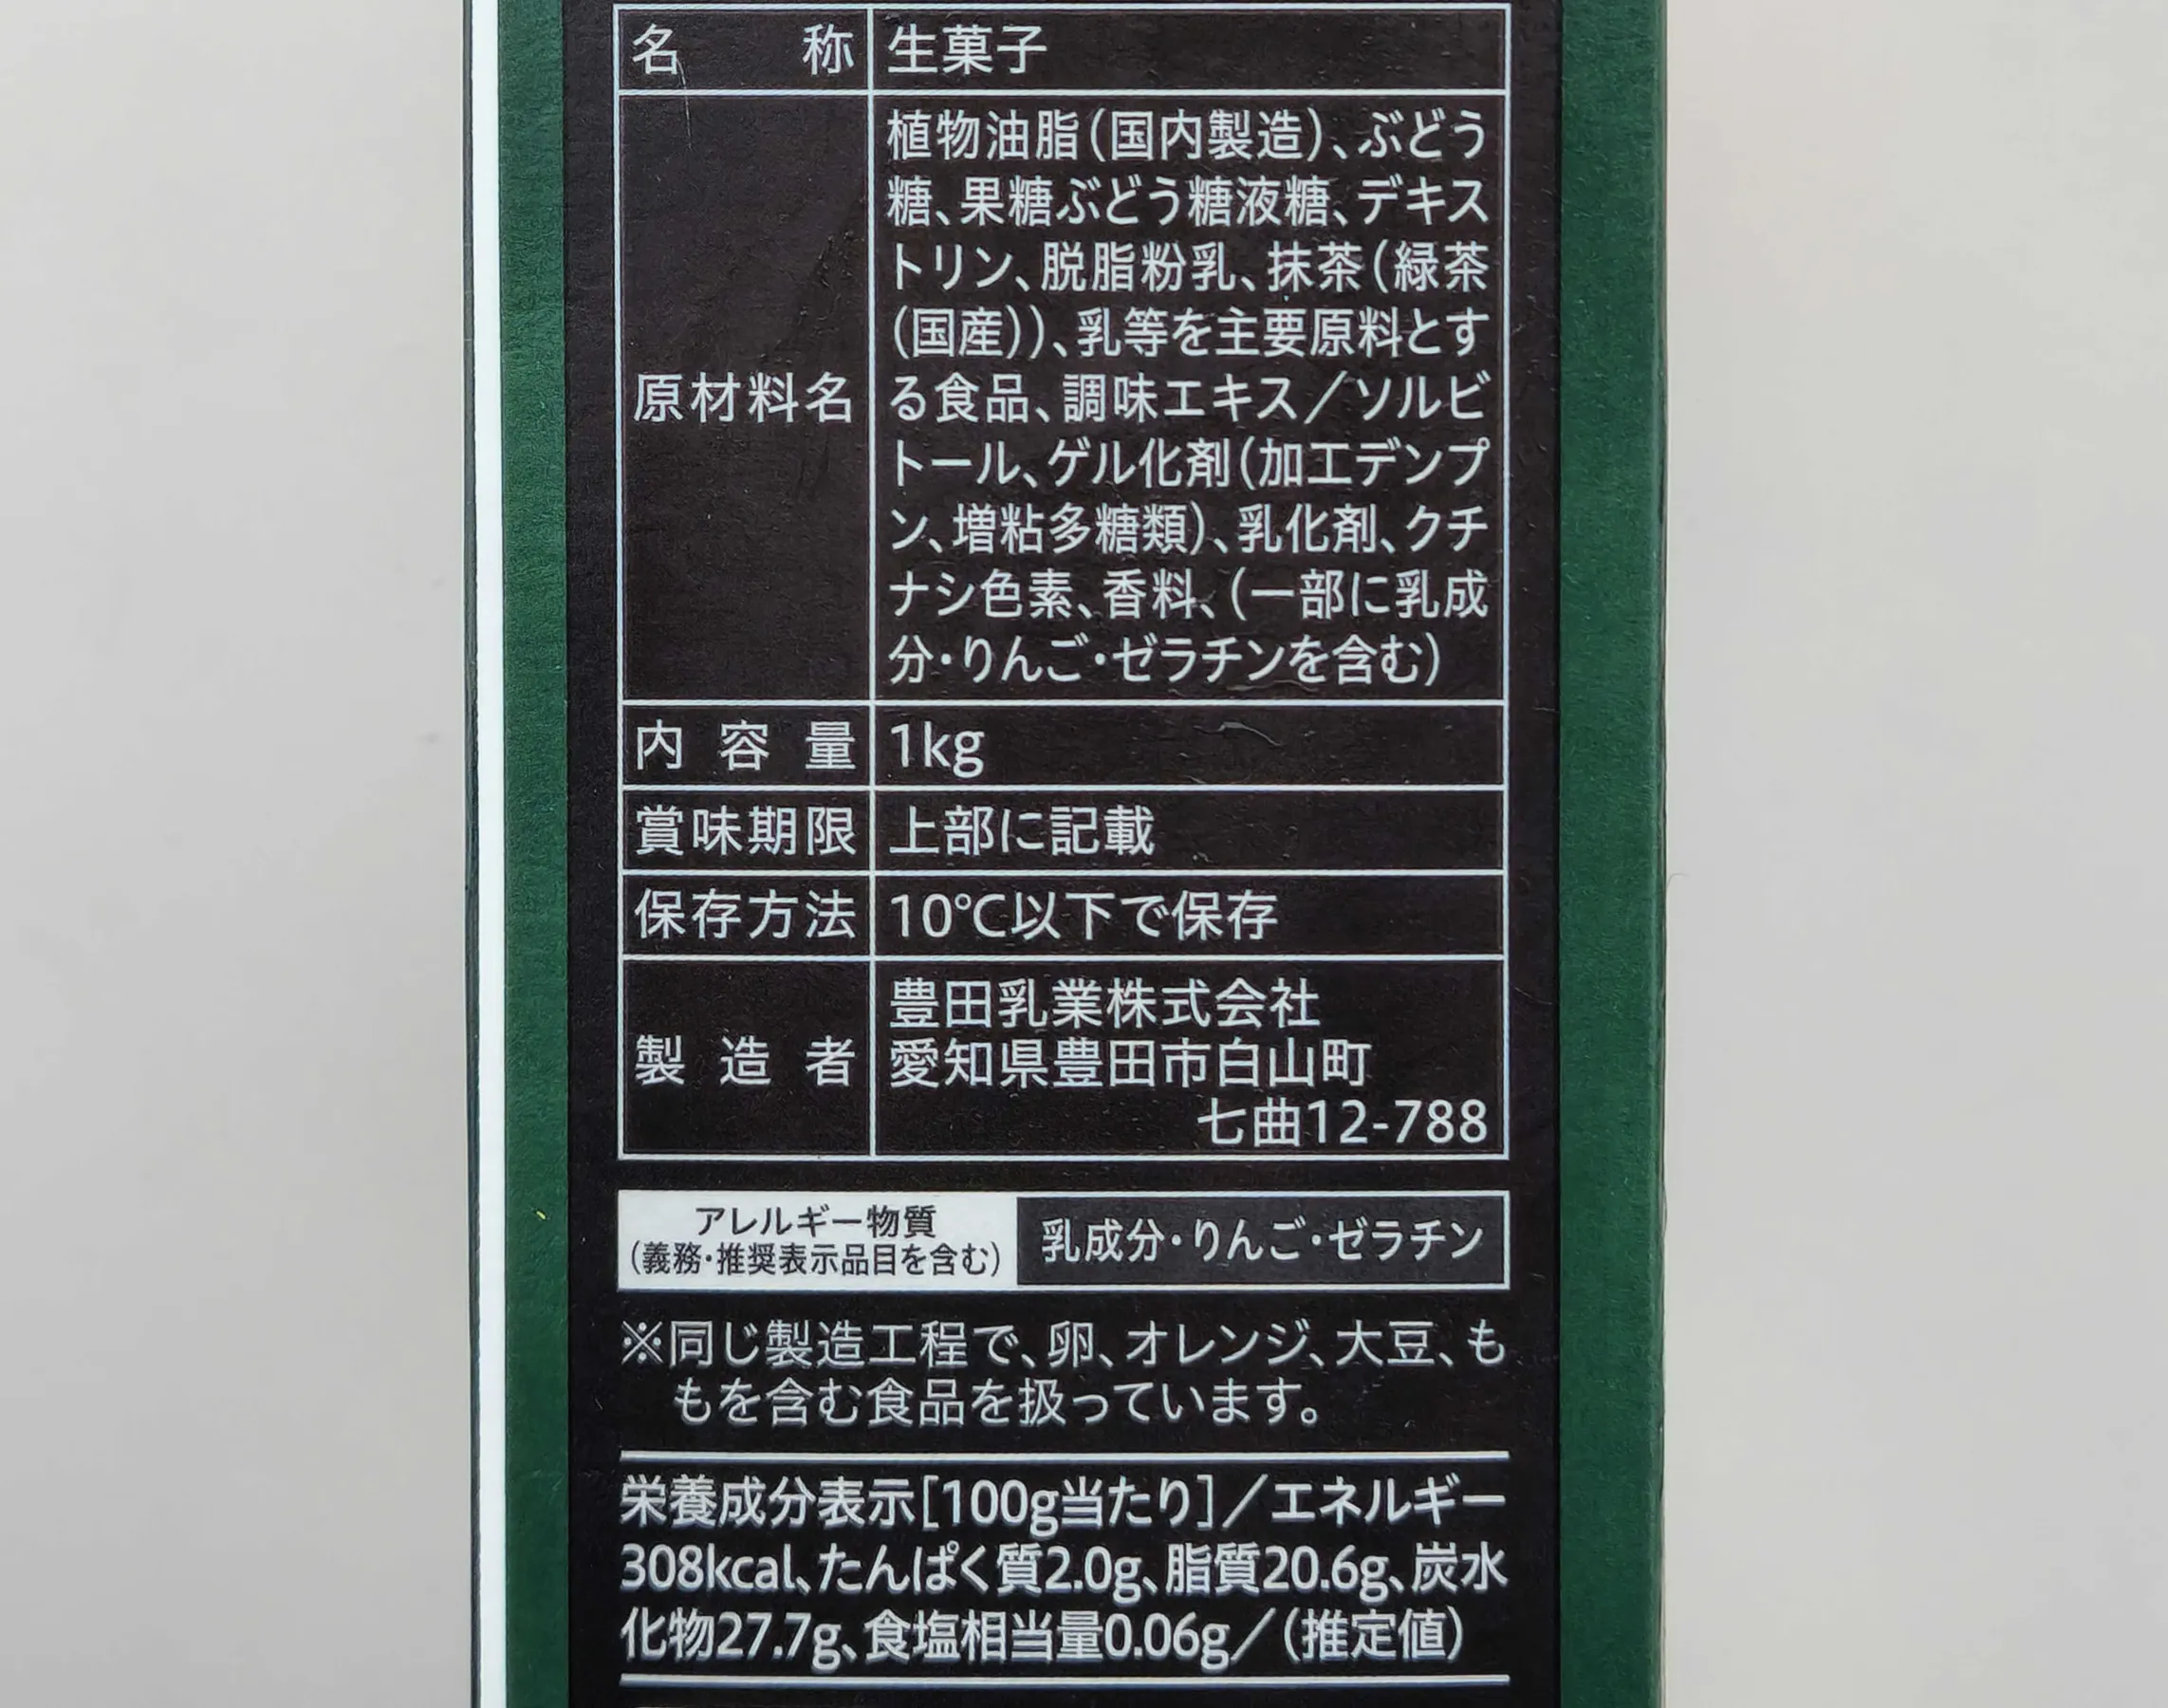 名称 生菓子
原材料名
植物油脂(国内製造)、ぶどう
糖、果糖ぶどう糖液糖、デキス
トリン、脱脂粉乳、抹茶(緑茶
(国産))、乳等を主要原料とす
る食品、調味エキス／ソルビ
トール、ゲル化剤(加工デンプ
ン、増粘多糖類)、乳化剤、クチ
ナシ色素、香料、(一部に乳成
分・りんご・ゼラチンを含む)
内容量 1kg
賞味期限 上部に記載
保存方法 10℃以下で保存
製造者
豊田乳業株式会社
愛知県豊田市白山町
七曲12-788
アレルギー物質
(義務・推奨表示品目を含む)
乳成分・りんご・ゼラチン
※同じ製造工程で、卵、オレンジ、大豆、も
もを含む食品を扱っています。
栄養成分表示[100g当たり]／エネルギー
308kcal、たんぱく質2.0g、脂質20.6g、炭水
化物27.7g、食塩相当量0.06g／(推定値)